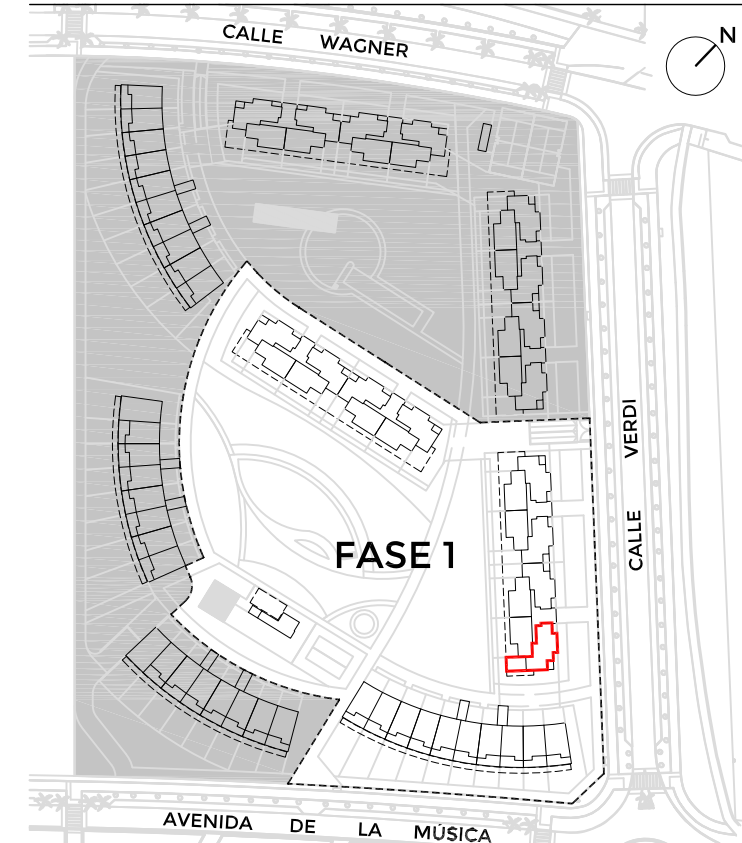 CALLE WAGNER
N
CALLE VERDI
FASE 1
AVENIDA DE LA MÚSICA